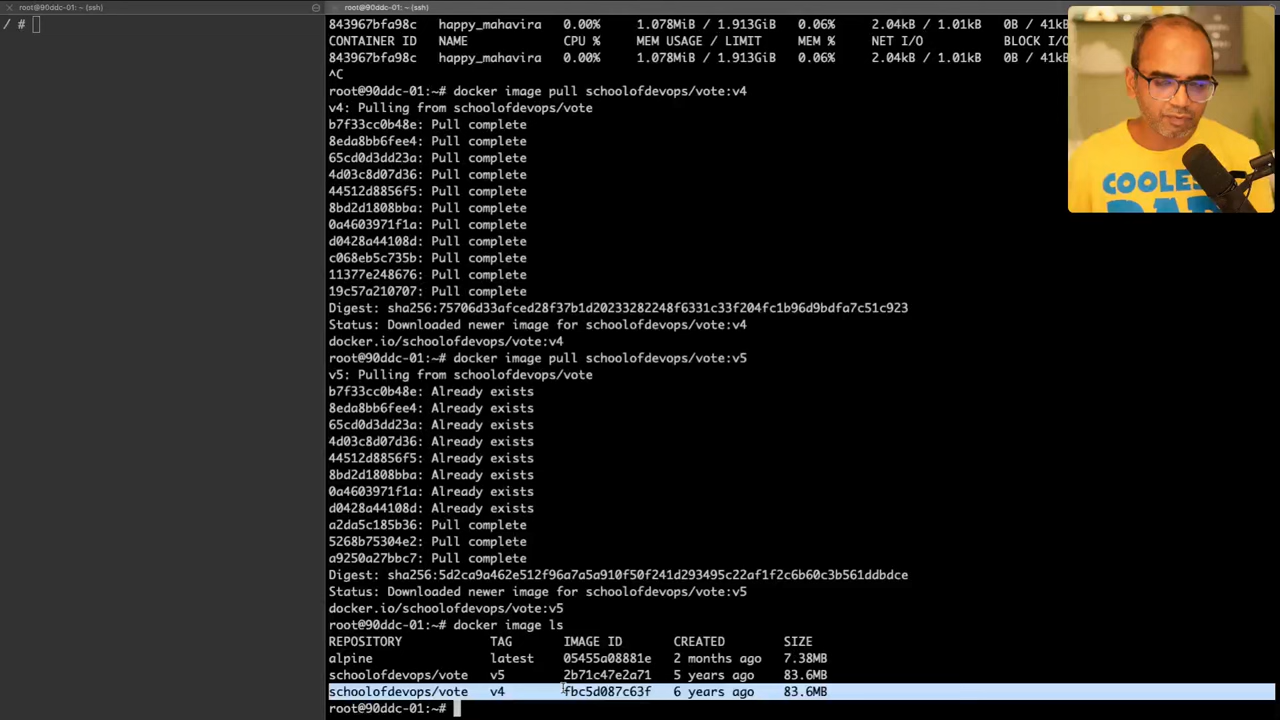 root@90ddc-01: ~ (ssh)
/ #
root@90ddc-01: ~ (ssh)
843967bfa98c happy_mahavira 0.00% 1.078MiB / 1.913GiB 0.06% 2.04kB / 1.01kB 0B / 41k
CONTAINER ID NAME CPU % MEM USAGE / LIMIT MEM % NET I/O BLOCK I/O
843967bfa98c happy_mahavira 0.00% 1.078MiB / 1.913GiB 0.06% 2.04kB / 1.01kB 0B / 41k
^C
root@90ddc-01:~# docker image pull schoolofdevops/vote:v4
v4: Pulling from schoolofdevops/vote
b7f33cc0b48e: Pull complete
8eda8bb6fee4: Pull complete
65cd0d3dd23a: Pull complete
4d03c8d07d36: Pull complete
44512d8856f5: Pull complete
8bd2d1808bba: Pull complete
0a4603971f1a: Pull complete
d0428a44108d: Pull complete
c068eb5c735b: Pull complete
11377e248676: Pull complete
19c57a210707: Pull complete
Digest: sha256:75706d33afced28f37b1d20233282248f6331c33f204fc1b96d9bdfa7c51c923
Status: Downloaded newer image for schoolofdevops/vote:v4
docker.io/schoolofdevops/vote:v4
root@90ddc-01:~# docker image pull schoolofdevops/vote:v5
v5: Pulling from schoolofdevops/vote
b7f33cc0b48e: Already exists
8eda8bb6fee4: Already exists
65cd0d3dd23a: Already exists
4d03c8d07d36: Already exists
44512d8856f5: Already exists
8bd2d1808bba: Already exists
0a4603971f1a: Already exists
d0428a44108d: Already exists
a2da5c185b36: Pull complete
5268b75304e2: Pull complete
a9250a27bbc7: Pull complete
Digest: sha256:5d2ca9a462e512f96a7a5a910f50f241d293495c22af1f2c6b60c3b561ddbdce
Status: Downloaded newer image for schoolofdevops/vote:v5
docker.io/schoolofdevops/vote:v5
root@90ddc-01:~# docker image ls
REPOSITORY TAG IMAGE ID CREATED SIZE
alpine latest 05455a08881e 2 months ago 7.38MB
schoolofdevops/vote v5 2b71c47e2a71 5 years ago 83.6MB
schoolofdevops/vote v4 fbc5d087c63f 6 years ago 83.6MB
root@90ddc-01:~#
COOLES
DAD